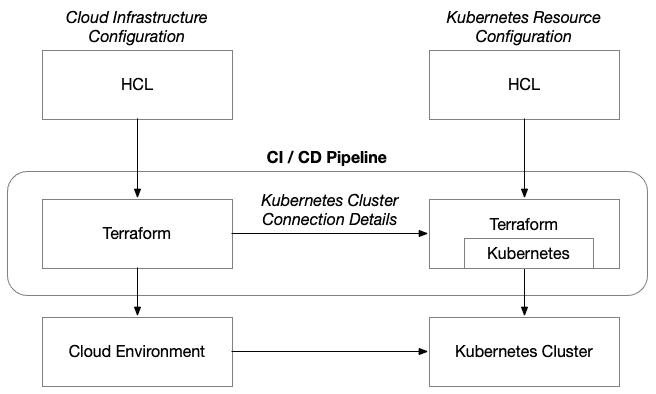 Cloud Infrastructure
Configuration
Kubernetes Resource
Configuration
HCL
HCL
CI / CD Pipeline
Terraform
Kubernetes Cluster
Connection Details
Terraform
Kubernetes
Cloud Environment
Kubernetes Cluster